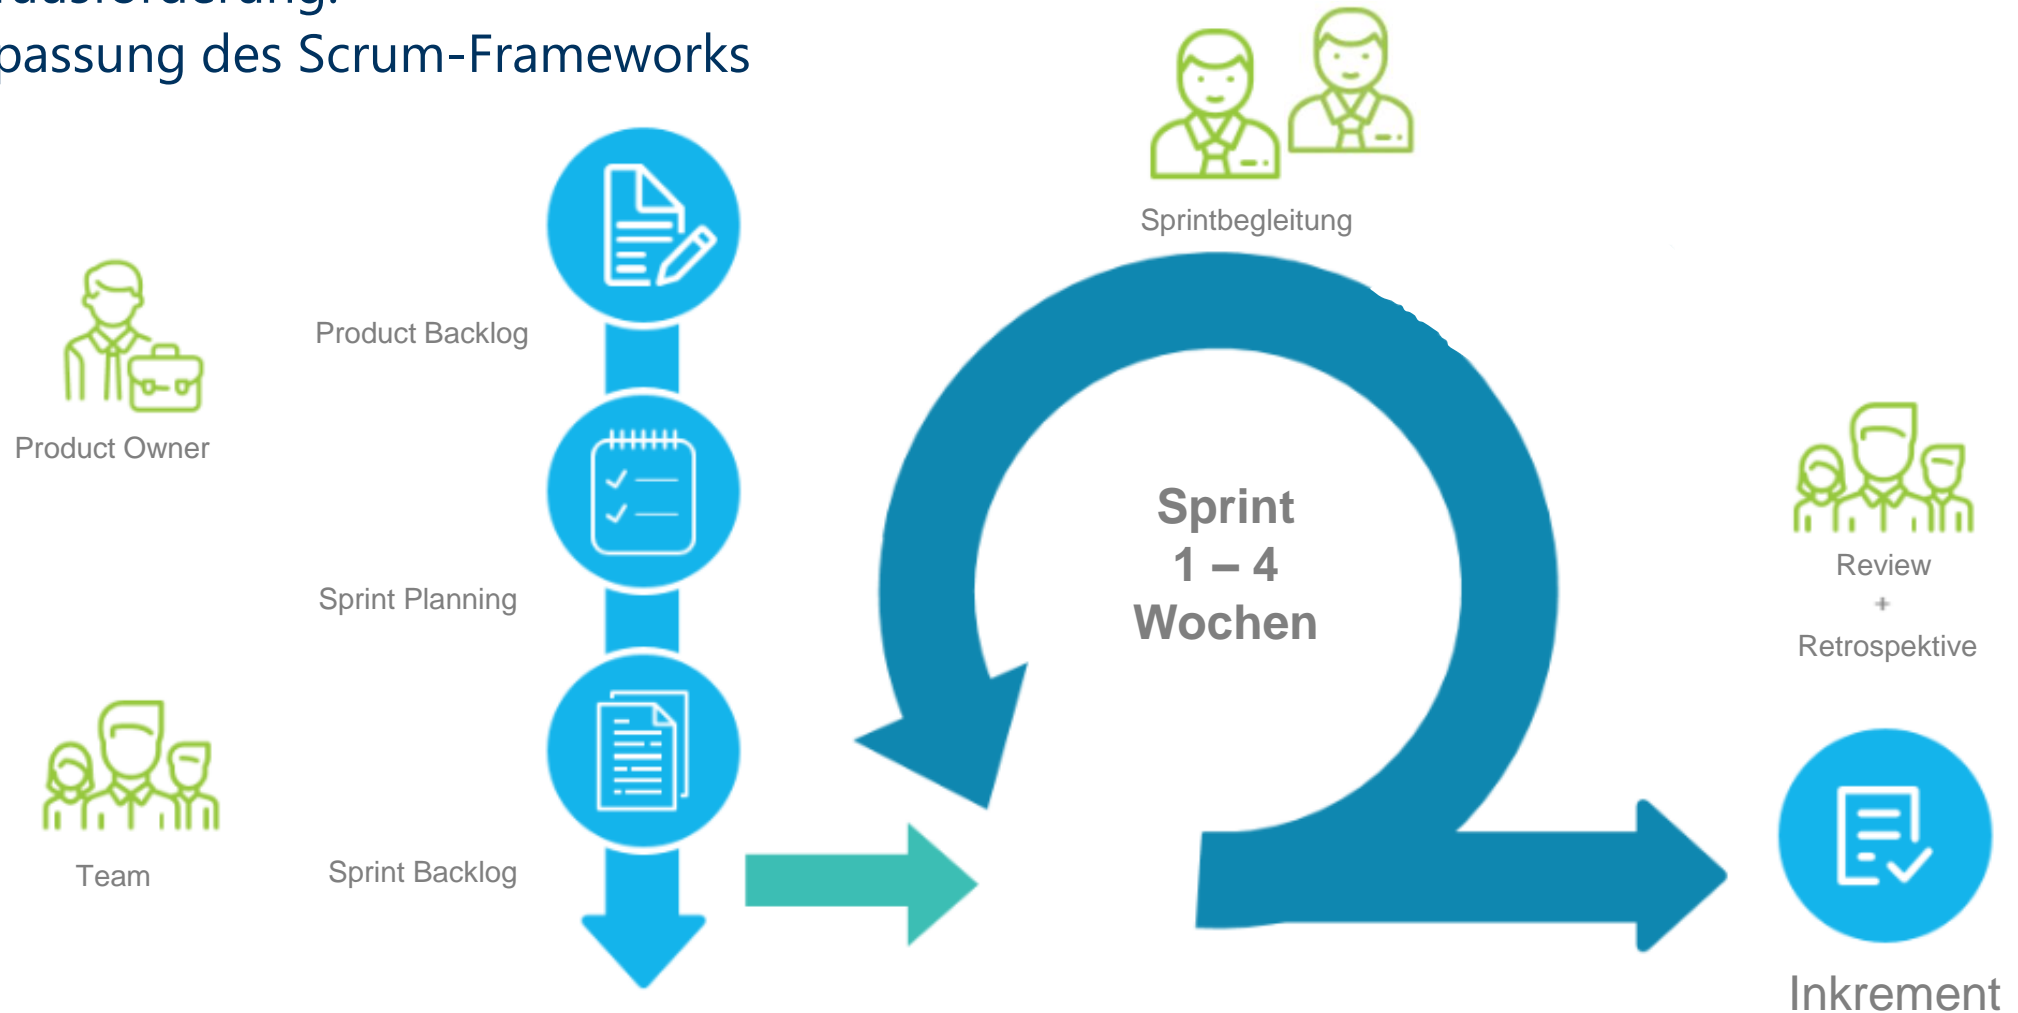 passung des Scrum-Frameworks
Sprintbegleitung
Product Backlog
Product Owner
Sprint Planning
Team
Sprint Backlog
Sprint
1 – 4
Wochen
Review
+
Retrospektive
Inkrement